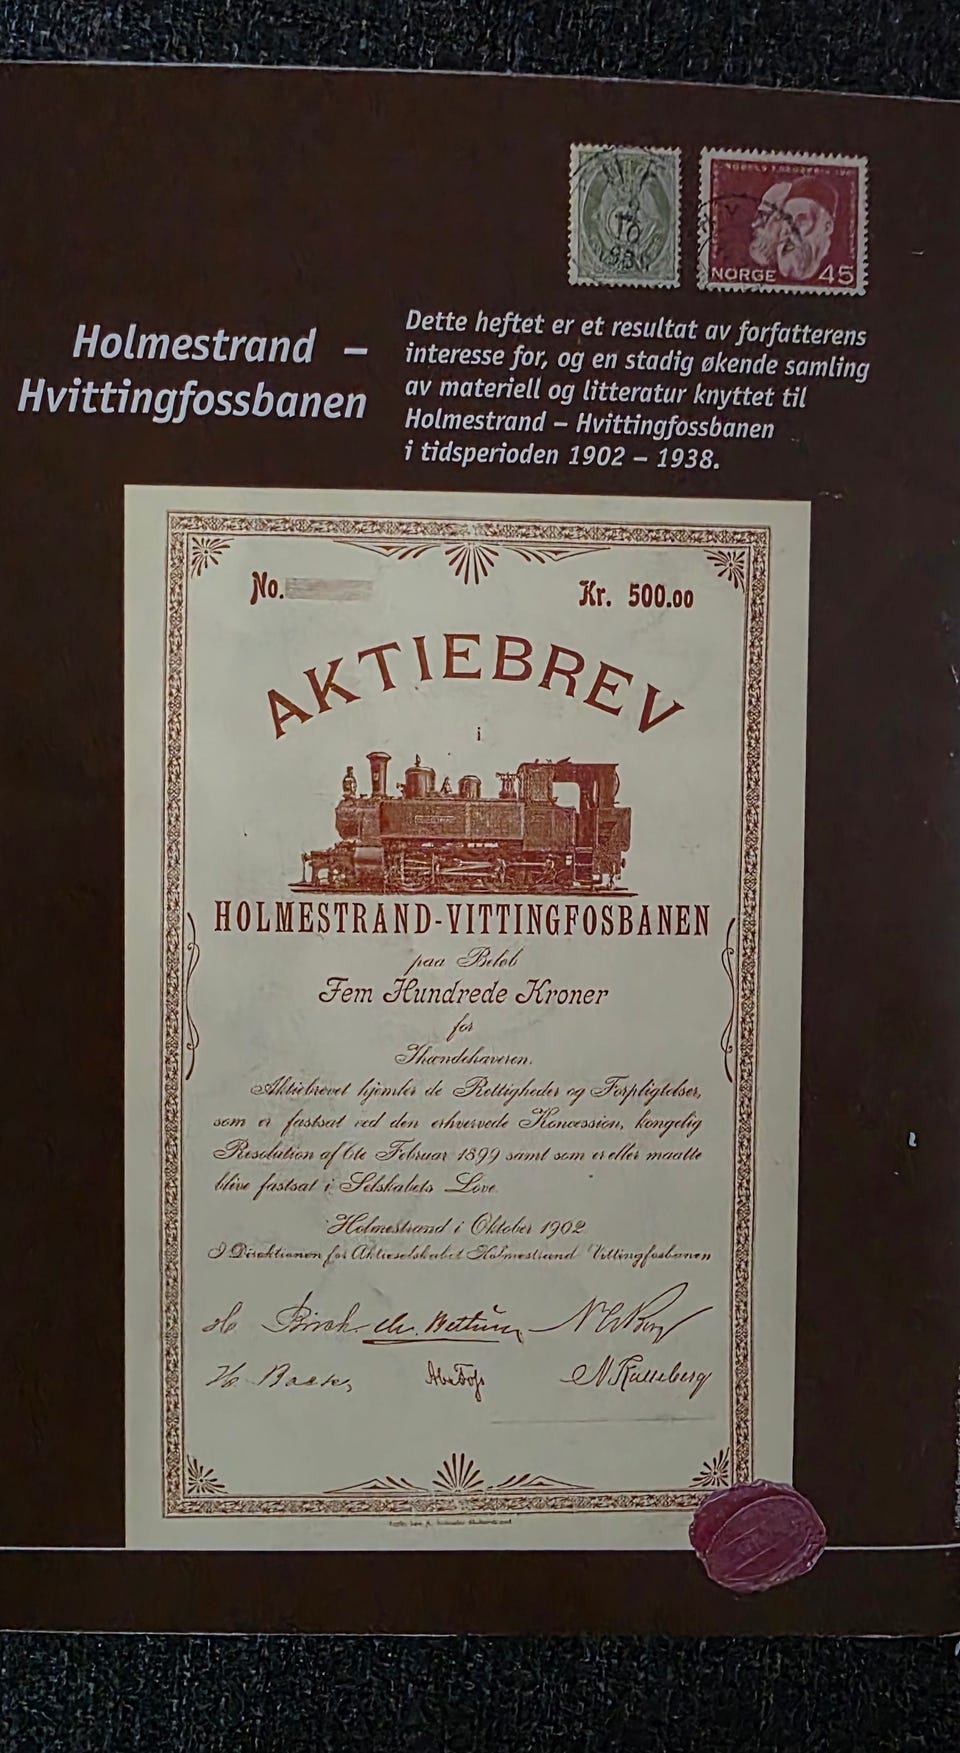 NORGE 45
Holmestrand –
Hvittingfossbanen
Dette heftet er et resultat av forfatterens
interesse for, og en stadig økende samling
av materiell og litteratur knyttet til
Holmestrand – Hvittingfossbanen
i tidsperioden 1902 – 1938.
No.
Kr. 500.00
AKTIEBREV
i
HOLMESTRAND-VITTINGFOSBANEN
paa Beløb
Fem Hundrede Kroner
for
Ihændehaveren.
Aktiebrevet hjemler de Rettigheder og Forpligtelser,
som er fastsat ved den erhvervede Koncession, kongelig
Resolution af 6te Februar 1899 samt som er eller maatte
blive fastsat i Selskabets Love.
Holmestrand i Oktober 1902
I Direktionen for Aktieselskabet Holmestrand Vittingfosbanen